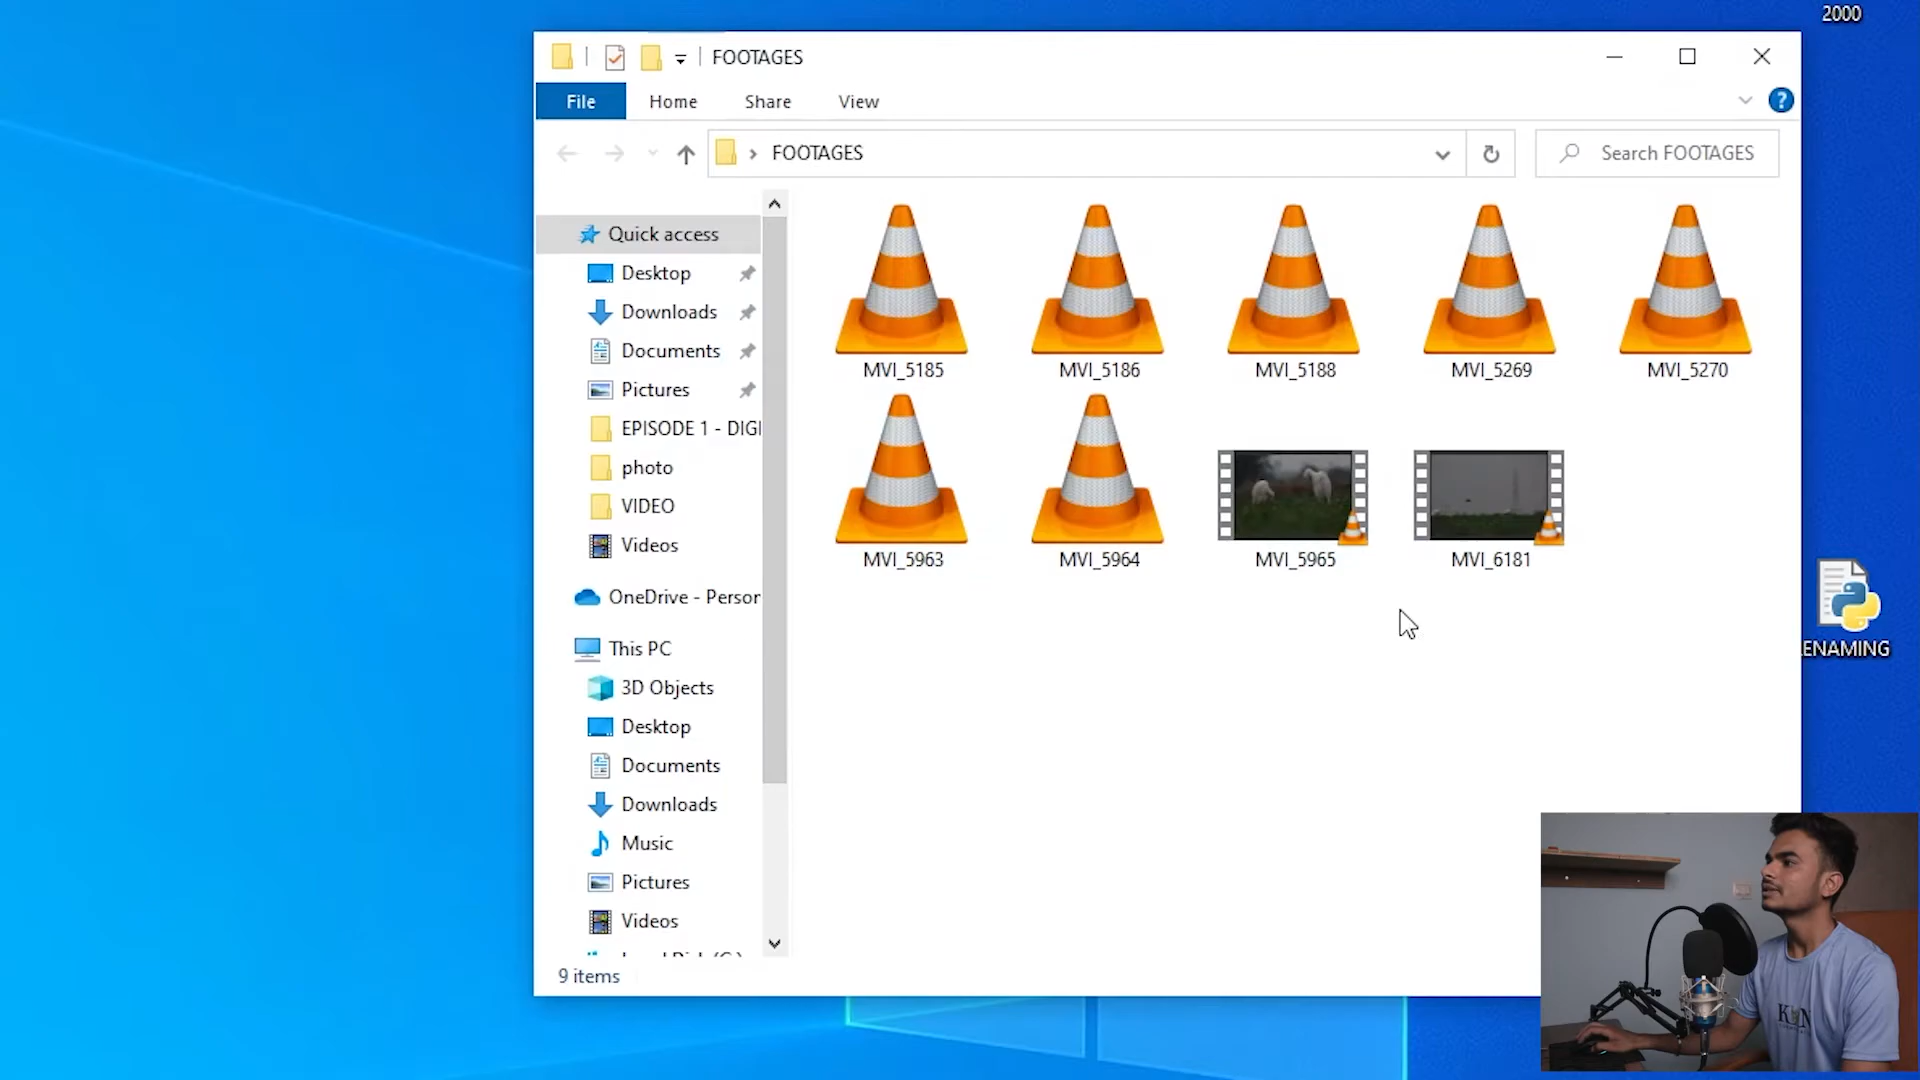 2000
FOOTAGES
File Home Share View
?
FOOTAGES
Search FOOTAGES
Quick access
Desktop
Downloads
Documents
Pictures
EPISODE 1 - DIGI
photo
VIDEO
Videos
OneDrive - Person
This PC
3D Objects
Desktop
Documents
Downloads
Music
Pictures
Videos
MVI_5185 MVI_5186 MVI_5188 MVI_5269 MVI_5270
MVI_5963 MVI_5964 MVI_5965 MVI_6181
ENAMING
9 items